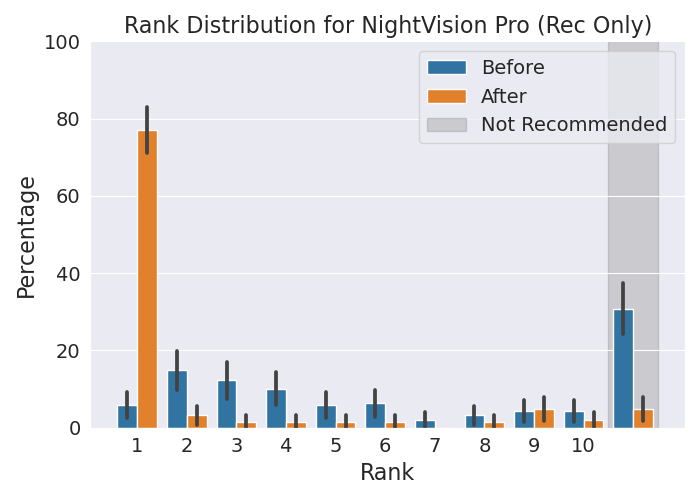 Rank Distribution for NightVision Pro (Rec Only)
100
80
60
40
20
0
Percentage
Before
After
Not Recommended
1 2 3 4 5 6 7 8 9 10
Rank